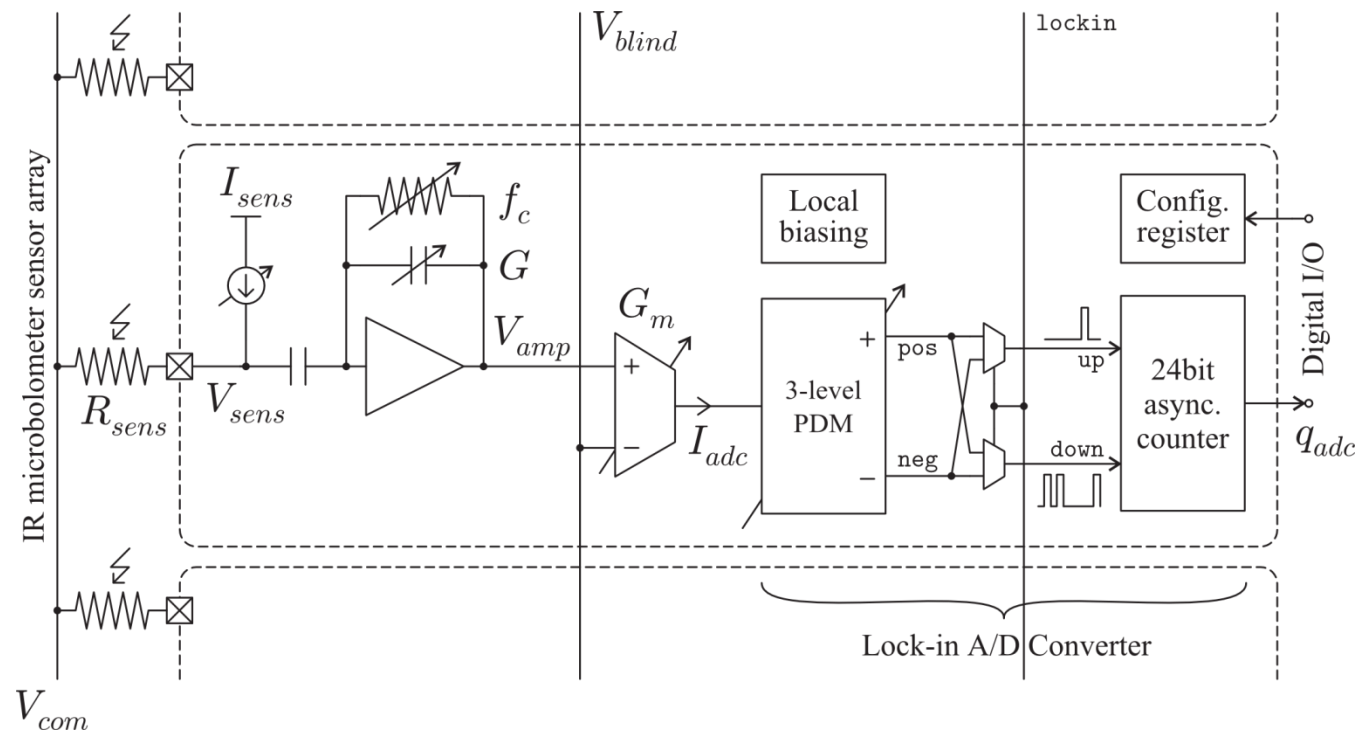 V_blind
lockin
IR microbolometer sensor array
I_sens
f_c
G
Local
biasing
Config.
register
Digital I/O
G_m
V_amp
+
−
R_sens
V_sens
I_adc
3-level
PDM
+
−
pos
neg
up
down
24bit
async.
counter
q_adc
Lock-in A/D Converter
V_com